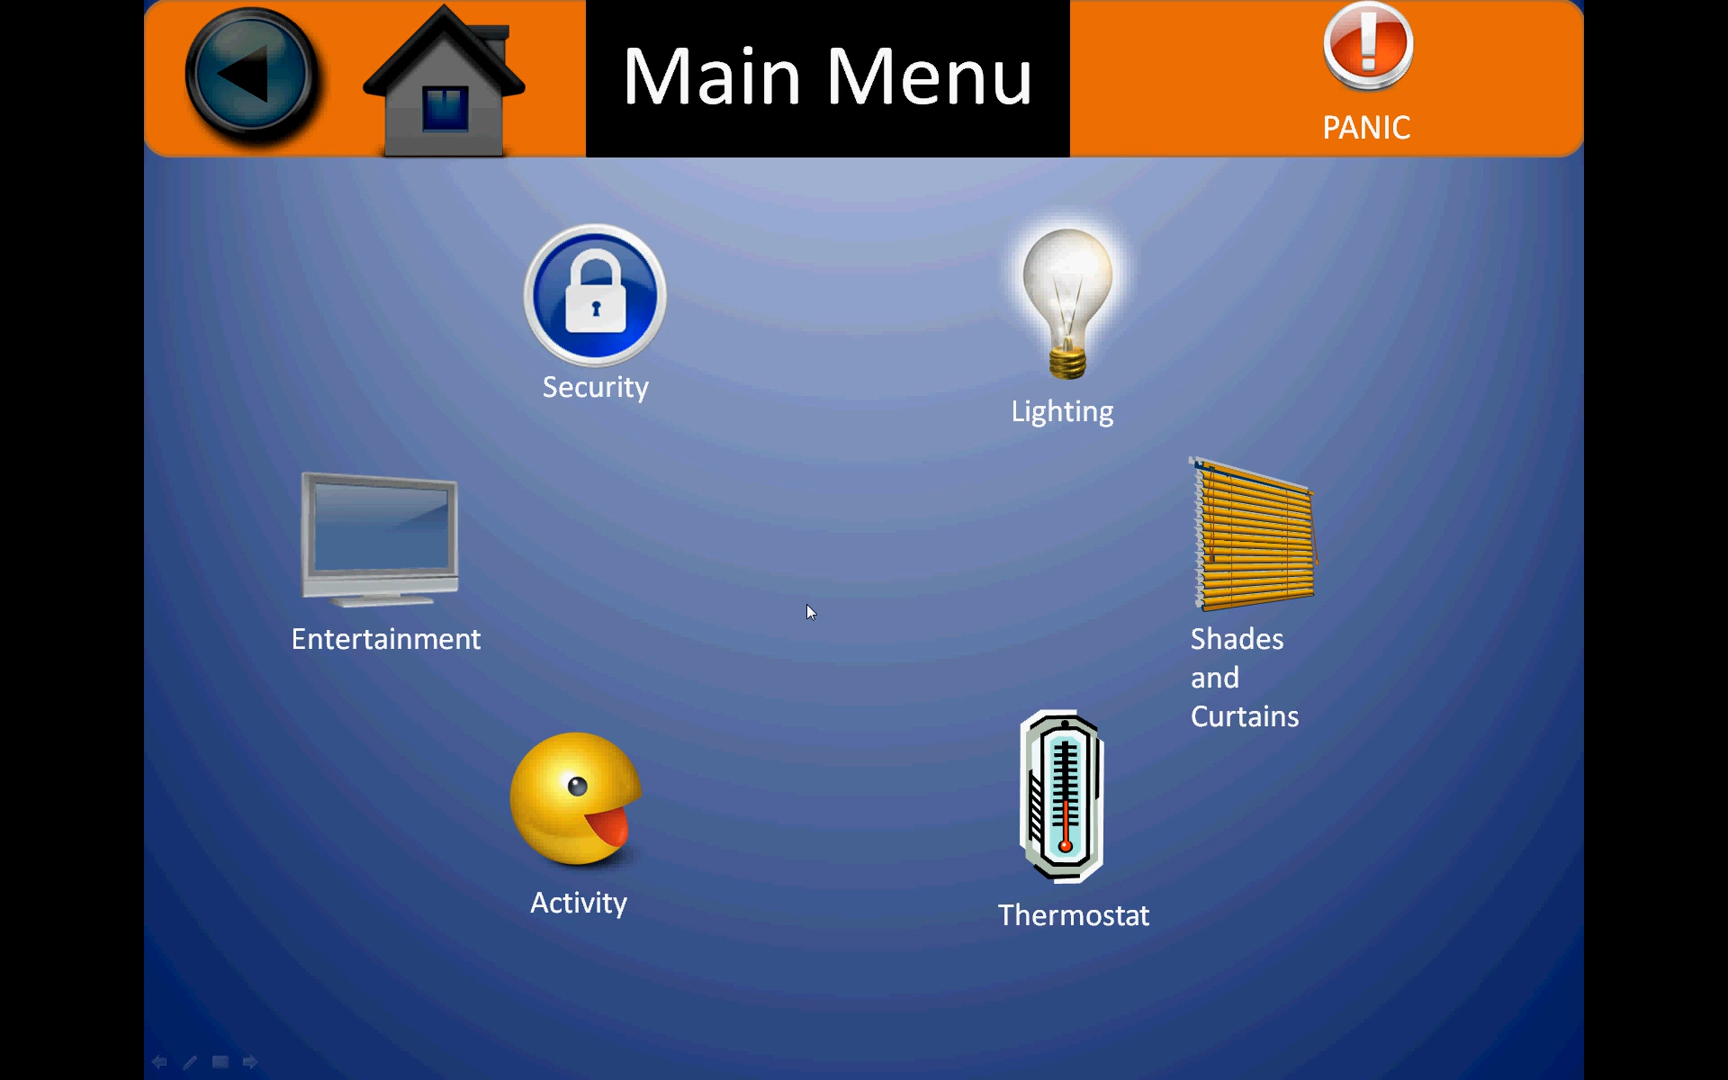 Main Menu
PANIC
Security
Lighting
Entertainment
Shades
and
Curtains
Activity
Thermostat